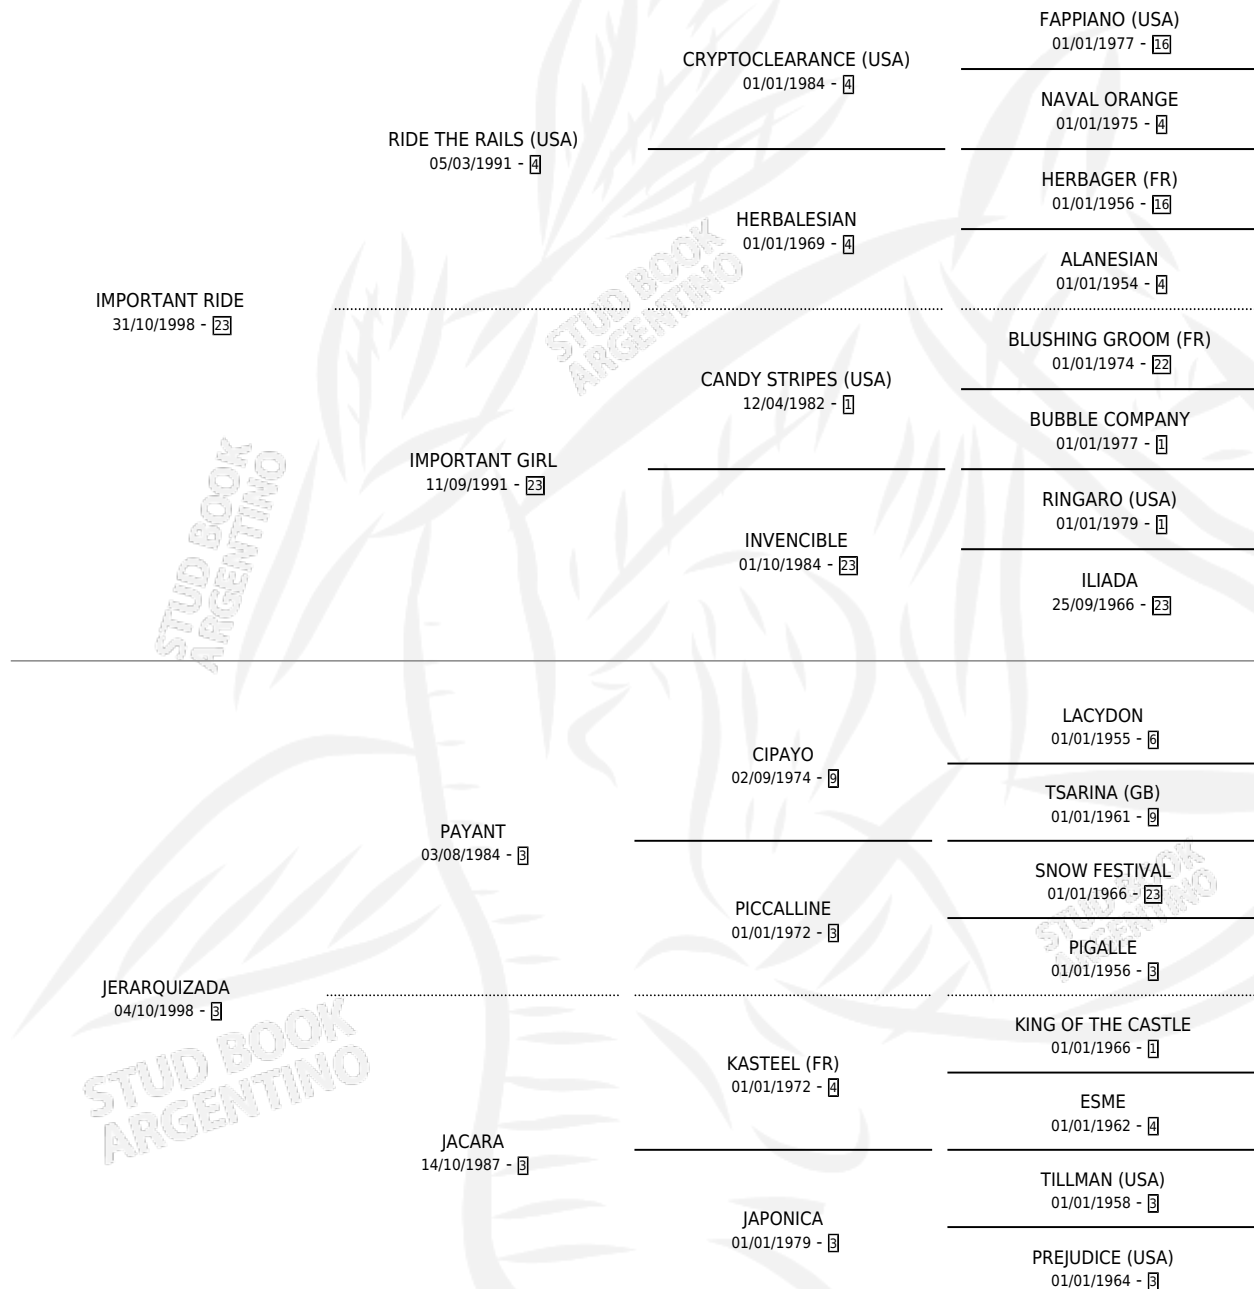 FAPPIANO (USA)
01/01/1977 - 16
CRYPTOCLEARANCE (USA)
01/01/1984 - 4
NAVAL ORANGE
01/01/1975 - 4
RIDE THE RAILS (USA)
05/03/1991 - 4
HERBAGER (FR)
01/01/1956 - 16
HERBALESIAN
01/01/1969 - 4
ALANESIAN
01/01/1954 - 4
IMPORTANT RIDE
31/10/1998 - 23
BLUSHING GROOM (FR)
01/01/1974 - 22
CANDY STRIPES (USA)
12/04/1982 - 1
BUBBLE COMPANY
01/01/1977 - 1
IMPORTANT GIRL
11/09/1991 - 23
RINGARO (USA)
01/01/1979 - 1
INVENCIBLE
01/10/1984 - 23
ILIADA
25/09/1966 - 23
LACYDON
01/01/1955 - 6
CIPAYO
02/09/1974 - 9
TSARINA (GB)
01/01/1961 - 9
PAYANT
03/08/1984 - 3
SNOW FESTIVAL
01/01/1966 - 23
PICCALLINE
01/01/1972 - 3
PIGALLE
01/01/1956 - 3
JERARQUIZADA
04/10/1998 - 3
KING OF THE CASTLE
01/01/1966 - 1
KASTEEL (FR)
01/01/1972 - 4
ESME
01/01/1962 - 4
JACARA
14/10/1987 - 3
TILLMAN (USA)
01/01/1958 - 3
JAPONICA
01/01/1979 - 3
PREJUDICE (USA)
01/01/1964 - 3
STUD BOOK
ARGENTINO
STUD BOOK
ARGENTINO
STUD BOOK
ARGENTINO
STUD BOOK
ARGENTINO